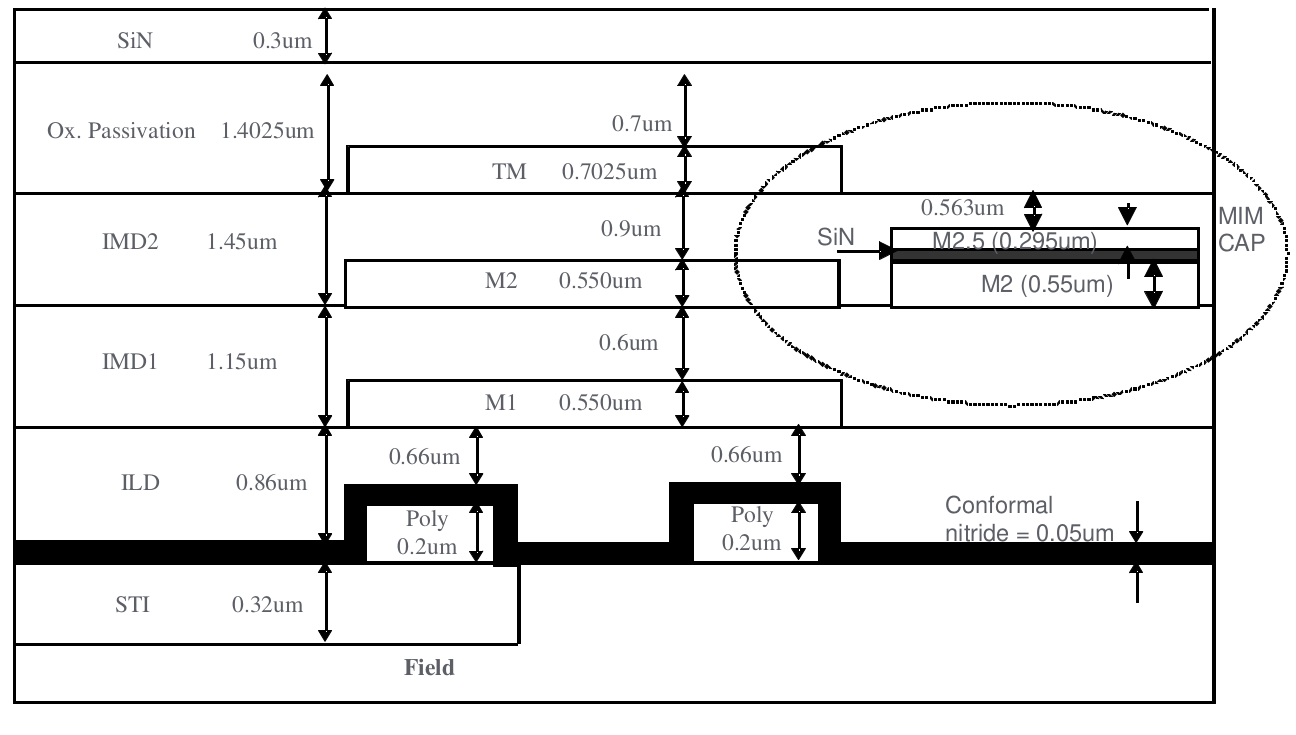 SiN 0.3um
Ox. Passivation 1.4025um
0.7um
TM 0.7025um
IMD2 1.45um
0.9um
M2 0.550um
0.563um
SiN
M2.5 (0.295um)
M2 (0.55um)
MIM
CAP
IMD1 1.15um
0.6um
M1 0.550um
ILD 0.86um
0.66um
0.66um
Poly
0.2um
Poly
0.2um
Conformal
nitride = 0.05um
STI 0.32um
Field